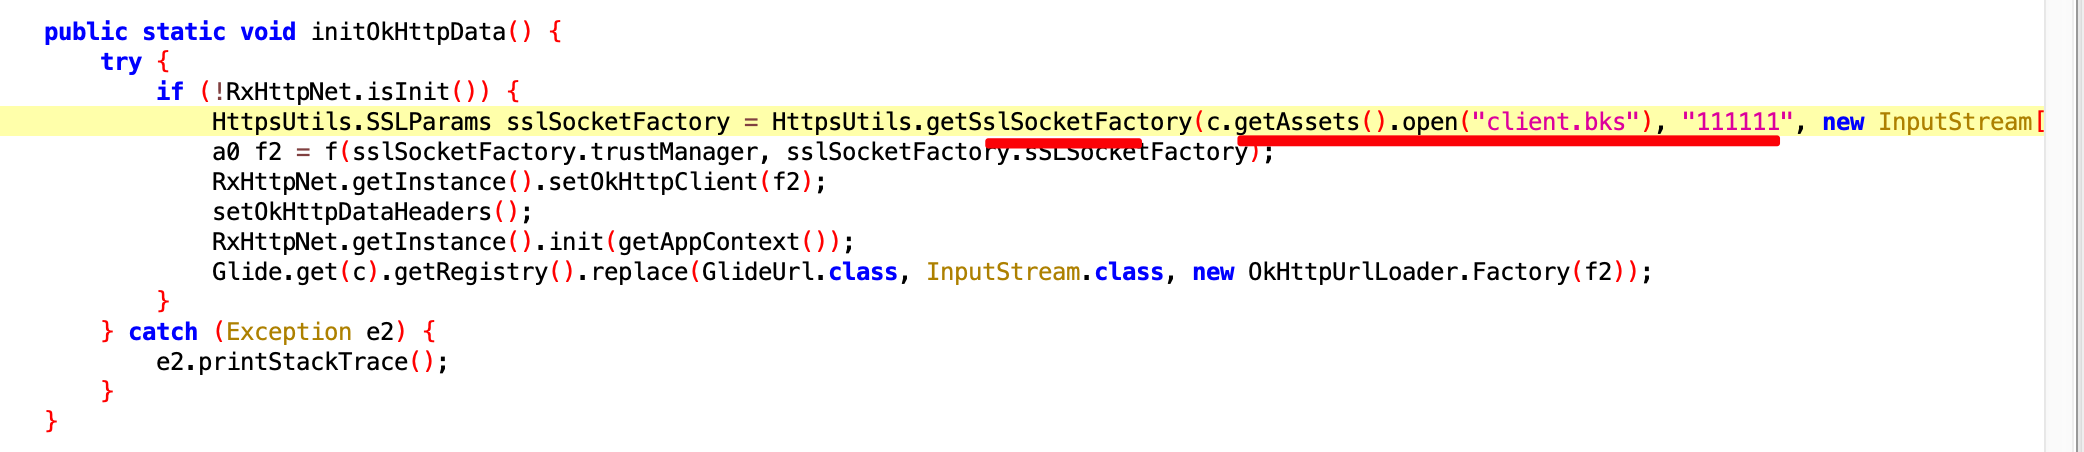 public static void initOkHttpData() {
try {
if (!RxHttpNet.isInit()) {
HttpsUtils.SSLParams sslSocketFactory = HttpsUtils.getSslSocketFactory(c.getAssets().open("client.bks"), "111111", new InputStream[
a0 f2 = f(sslSocketFactory.trustManager, sslSocketFactory.sSLSocketFactory);
RxHttpNet.getInstance().setOkHttpClient(f2);
setOkHttpDataHeaders();
RxHttpNet.getInstance().init(getAppContext());
Glide.get(c).getRegistry().replace(GlideUrl.class, InputStream.class, new OkHttpUrlLoader.Factory(f2));
}
} catch (Exception e2) {
e2.printStackTrace();
}
}